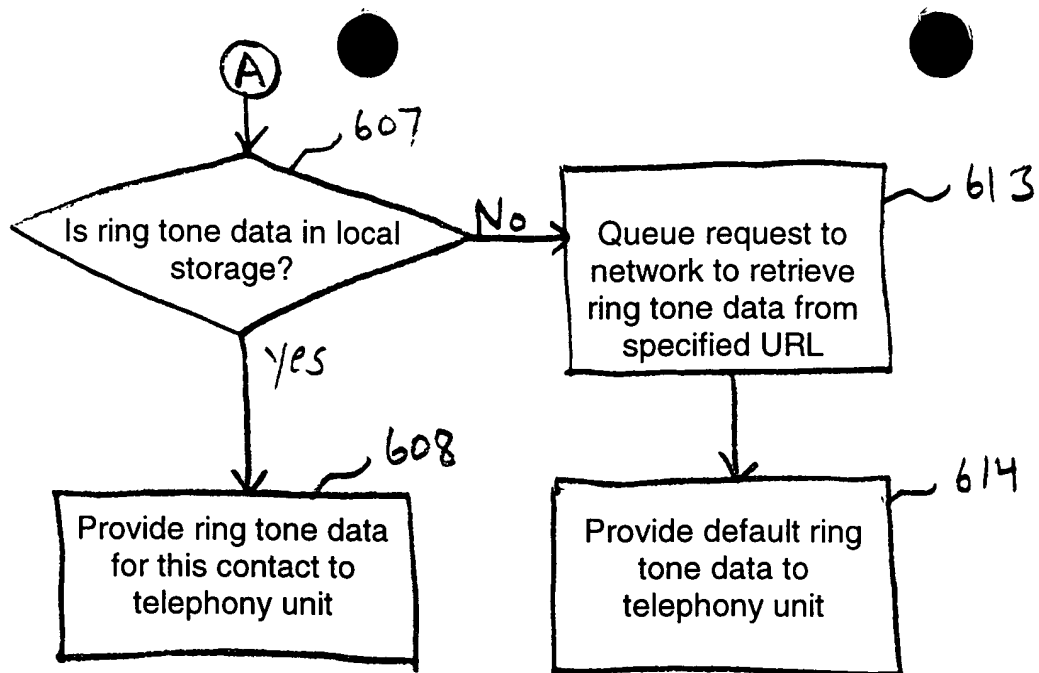 A
607
Is ring tone data in local
storage?
No
Yes
613
Queue request to
network to retrieve
ring tone data from
specified URL
608
Provide ring tone data
for this contact to
telephony unit
614
Provide default ring
tone data to
telephony unit